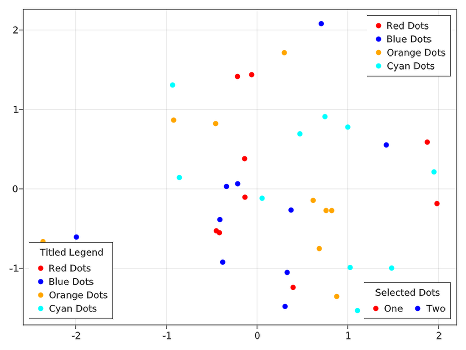 2
1
0
-1
-2
-1
0
1
2
Red Dots
Blue Dots
Orange Dots
Cyan Dots
Titled Legend
Red Dots
Blue Dots
Orange Dots
Cyan Dots
Selected Dots
One Two